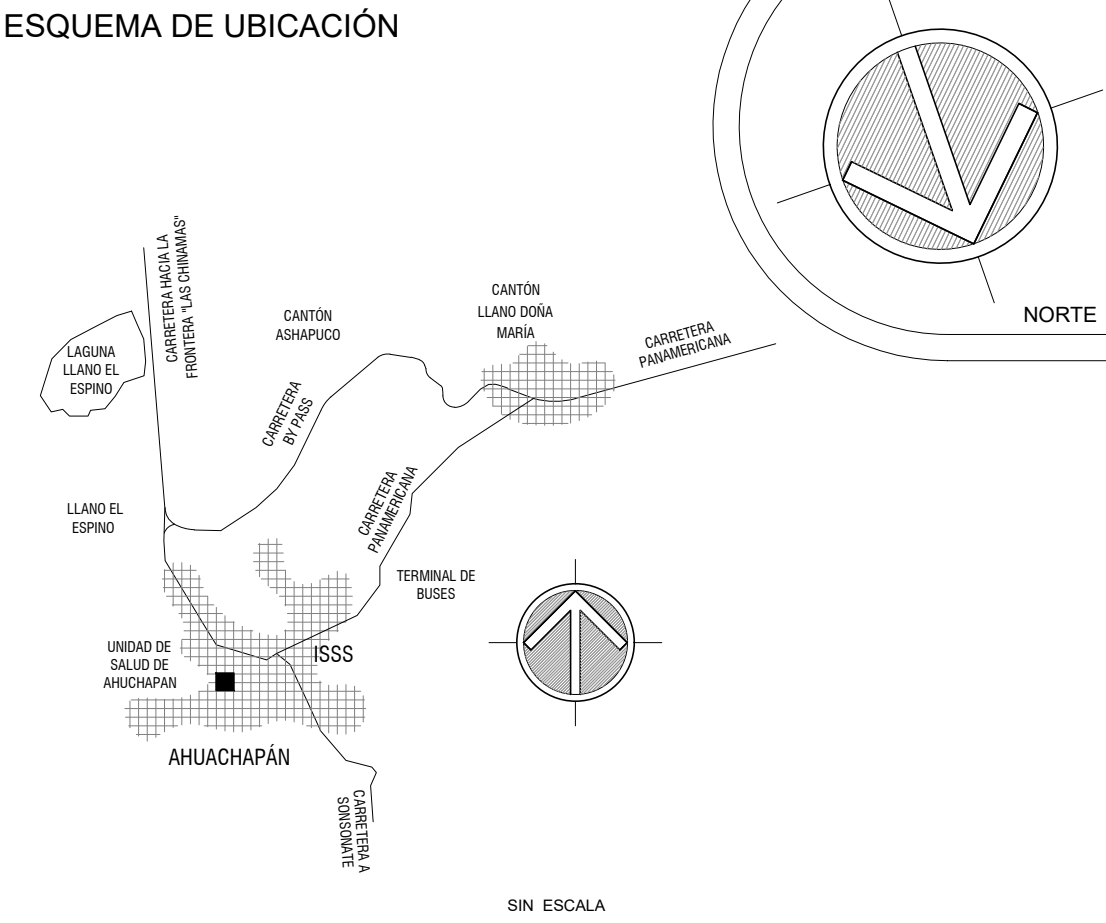 ESQUEMA DE UBICACIÓN
NORTE
CARRETERA HACIA LA
FRONTERA "LAS CHINAMAS"
LAGUNA
LLANO EL
ESPINO
CANTÓN
ASHAPUCO
CANTÓN
LLANO DOÑA
MARÍA
CARRETERA
PANAMERICANA
CARRETERA
BY PASS
CARRETERA
PANAMERICANA
LLANO EL
ESPINO
TERMINAL DE
BUSES
UNIDAD DE
SALUD DE
AHUCHAPAN
ISSS
AHUACHAPÁN
CARRETERA A
SONSONATE
SIN ESCALA